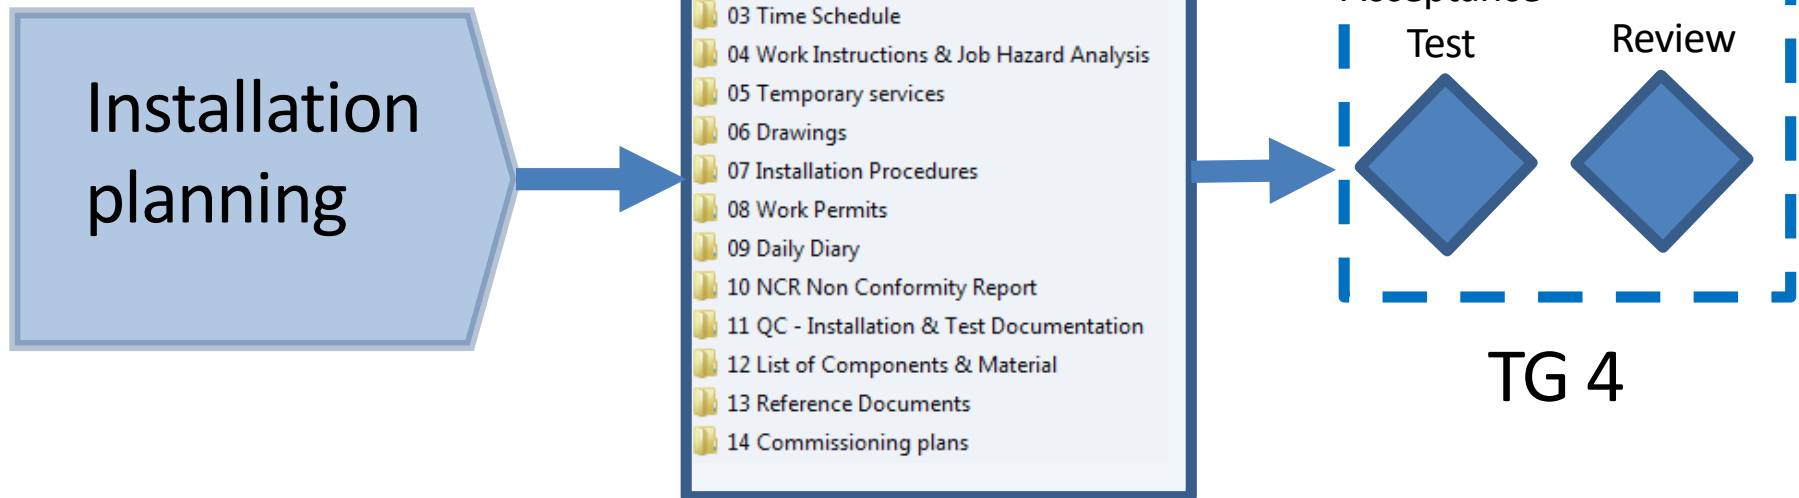 Installation
planning
03 Time Schedule
04 Work Instructions & Job Hazard Analysis
05 Temporary services
06 Drawings
07 Installation Procedures
08 Work Permits
09 Daily Diary
10 NCR Non Conformity Report
11 QC - Installation & Test Documentation
12 List of Components & Material
13 Reference Documents
14 Commissioning plans
Acceptance
Test
Review
TG 4